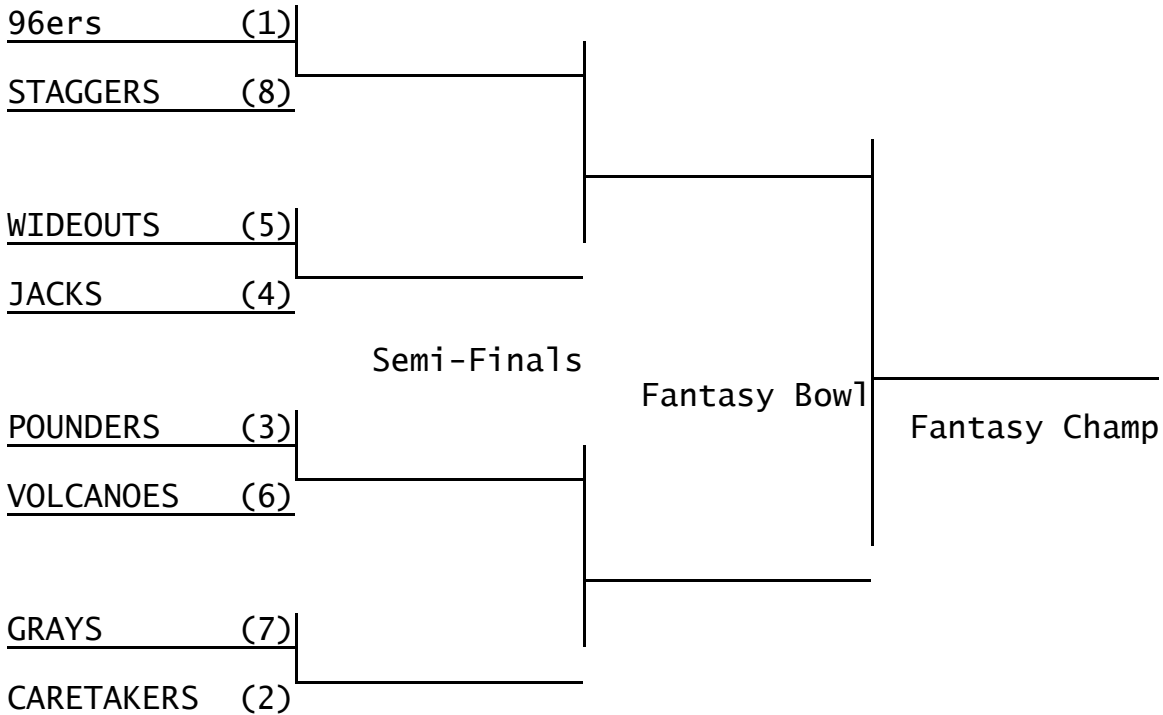 96ers (1)
STAGGERS (8)
WIDEOUTS (5)
JACKS (4)
Semi-Finals
Fantasy Bowl
Fantasy Champ
POUNDERS (3)
VOLCANOES (6)
GRAYS (7)
CARETAKERS (2)